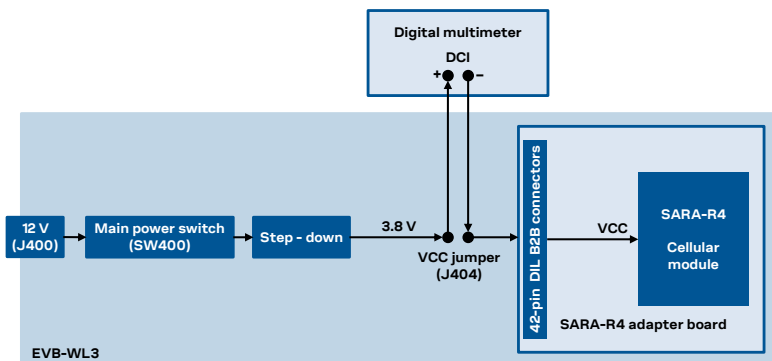 Digital multimeter
DCI
+ −
42-pin DIL B2B connectors
12 V
(J400)
Main power switch
(SW400)
Step - down
3.8 V
VCC jumper
(J404)
VCC
SARA-R4
Cellular
module
SARA-R4 adapter board
EVB-WL3